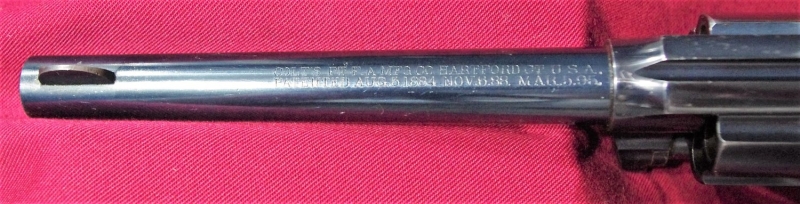 COLT'S PT. F. A. MFG. CO. HARTFORD CT. U.S.A.
PATENTED AUG. 5, 1884, NOV. 6. 88, MAR. 5. 95.